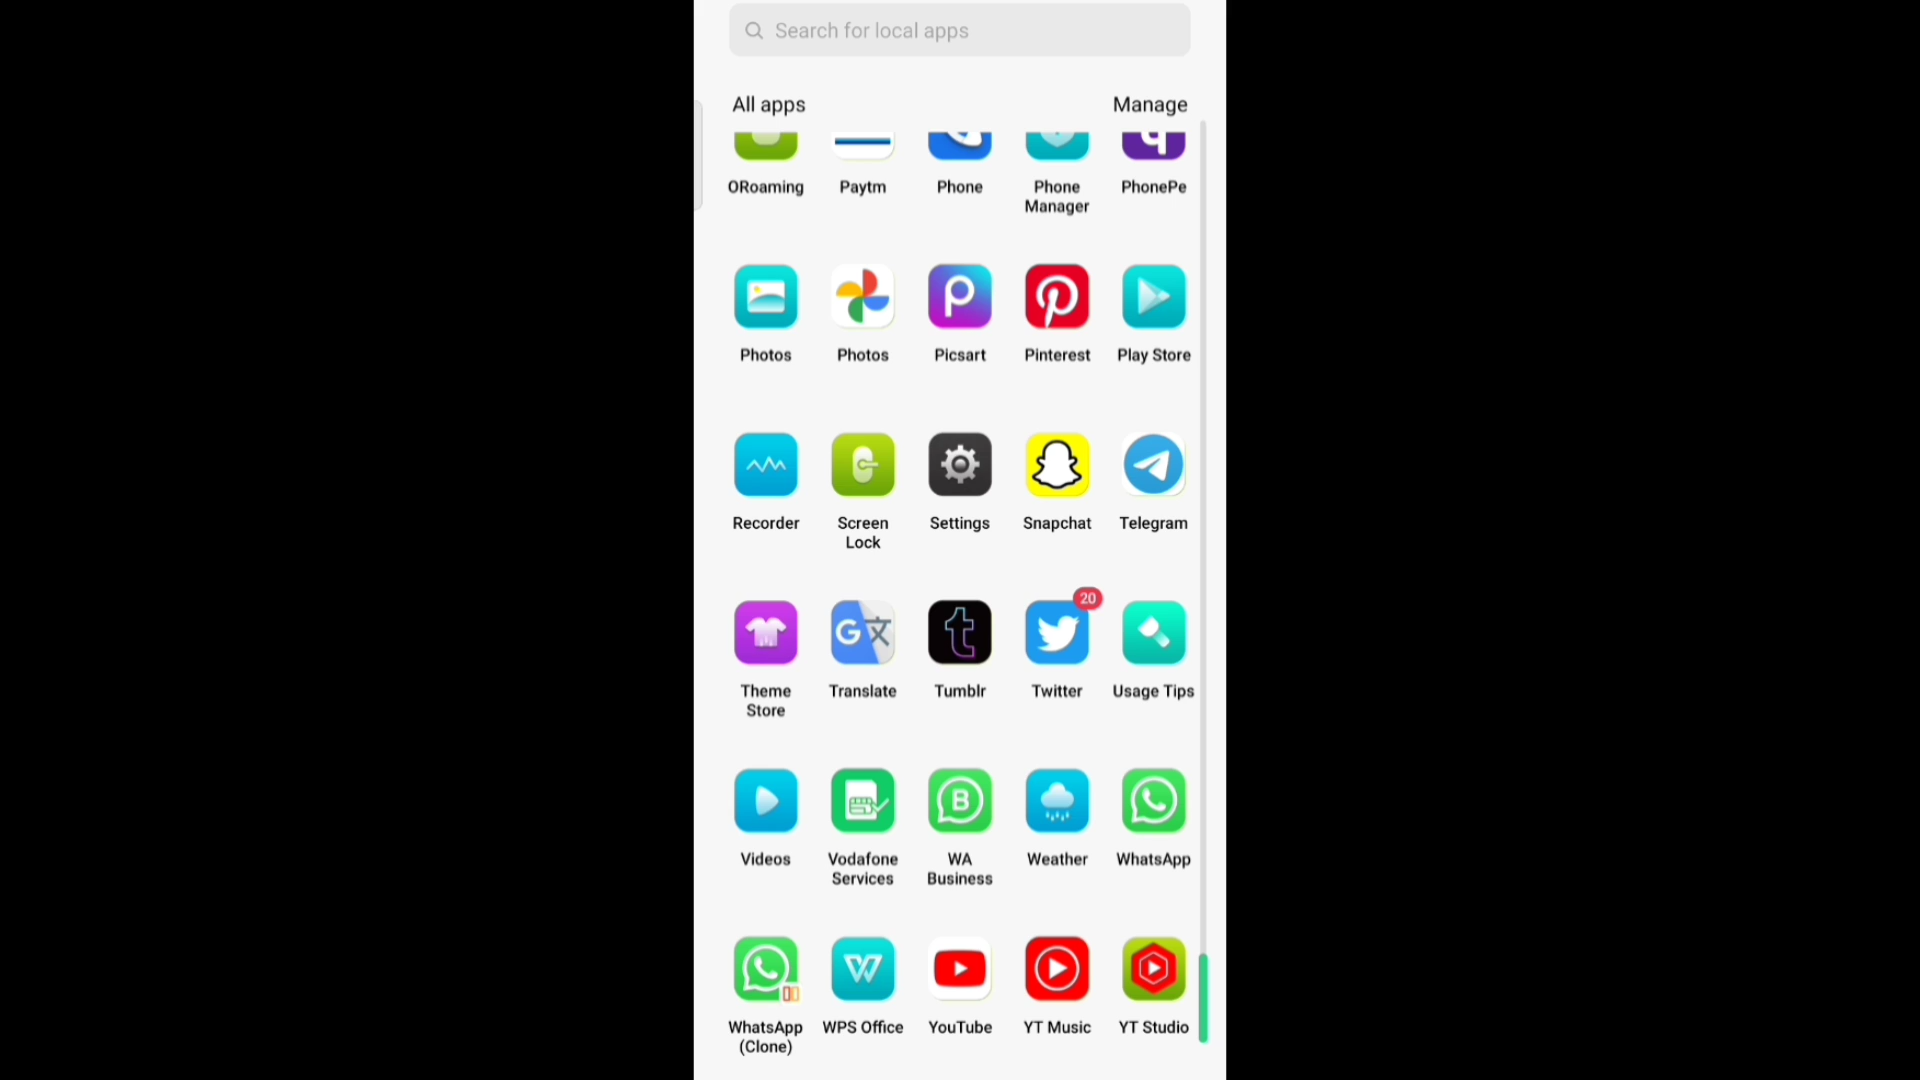 Search for local apps
All apps
Manage
ORoaming
Paytm
Phone
Phone
Manager
PhonePe
Photos
Photos
Picsart
Pinterest
Play Store
Recorder
Screen
Lock
Settings
Snapchat
Telegram
20
Theme
Store
Translate
Tumblr
Twitter
Usage Tips
Videos
Vodafone
Services
WA
Business
Weather
WhatsApp
WhatsApp
(Clone)
WPS Office
YouTube
YT Music
YT Studio